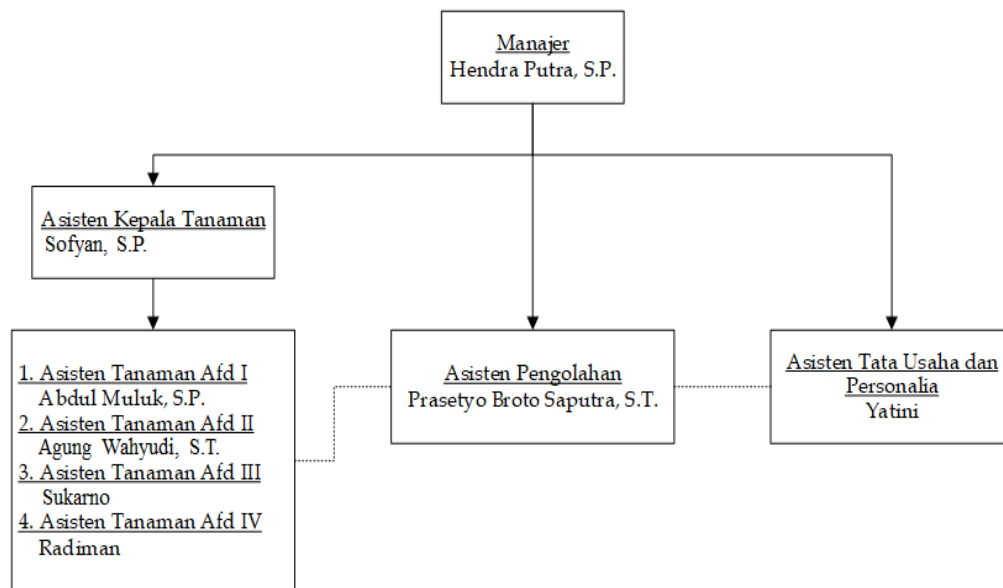 Manajer
Hendra Putra, S.P.
Asisten Kepala Tanaman
Sofyan, S.P.
1. Asisten Tanaman Afd I
Abdul Muluk, S.P.
2. Asisten Tanaman Afd II
Agung Wahyudi, S.T.
3. Asisten Tanaman Afd III
Sukarno
4. Asisten Tanaman Afd IV
Radiman
Asisten Pengolahan
Prasetyo Broto Saputra, S.T.
Asisten Tata Usaha dan
Personalia
Yatini